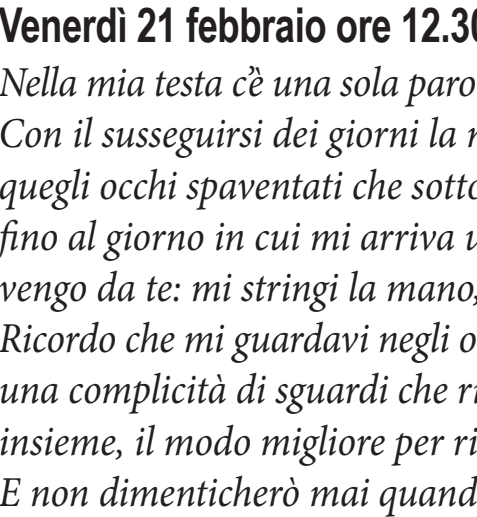 Venerdì 21 febbraio ore 12.30
Nella mia testa c'è una sola
Con il susseguirsi dei giorni la
quegli occhi spaventati che
fino al giorno in cui mi arriva
vengo da te: mi stringi la mano,
Ricordo che mi guardavi negli
una complicità di sguardi che
insieme, il modo migliore per
E non dimenticherò mai